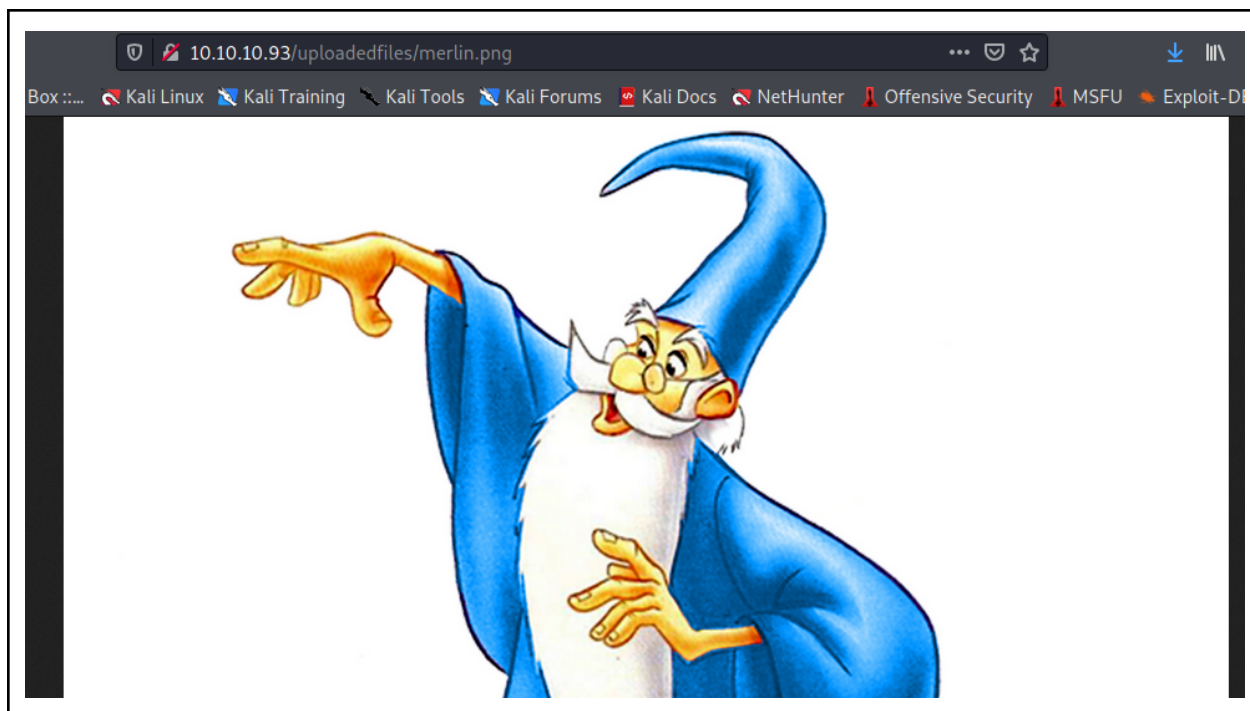 10.10.10.93/uploadedfiles/merlin.png
Box ::... Kali Linux Kali Training Kali Tools Kali Forums Kali Docs NetHunter Offensive Security MSFU Exploit-DB